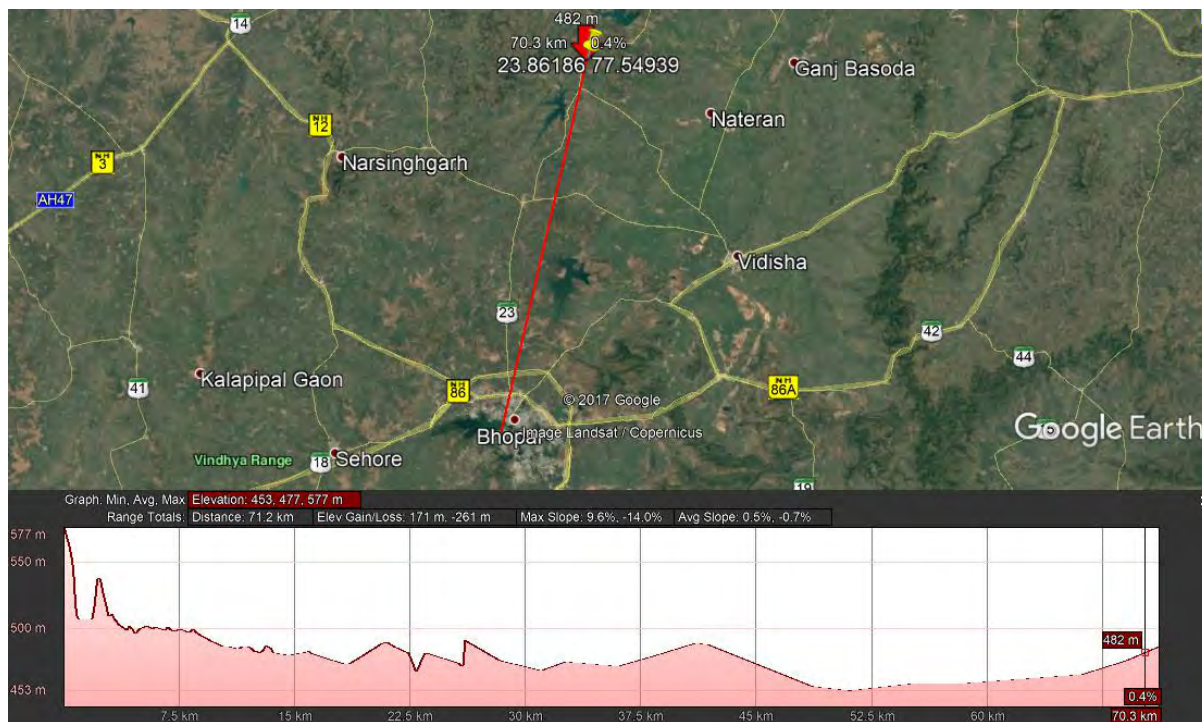 482 m
14
70.3 km 0.4%
23.86186 77.54939
Ganj Basoda
NH
12
Nateran
NH
3
Narsinghgarh
AH47
Vidisha
23
42
44
Kalapipal Gaon
41
NH
86
NH
86A
© 2017 Google
Image Landsat / Copernicus
Google Earth
Vindhya Range
18
Sehore
19
Graph: Min, Avg, Max Elevation: 453, 477, 577 m
Range Totals: Distance: 71.2 km Elev Gain/Loss: 171 m, -261 m Max Slope: 9.6%, -14.0% Avg Slope: 0.5%, -0.7%
577 m
550 m
500 m
482 m
453 m
0.4%
7.5 km 15 km 22.5 km 30 km 37.5 km 45 km 52.5 km 60 km 70.3 km